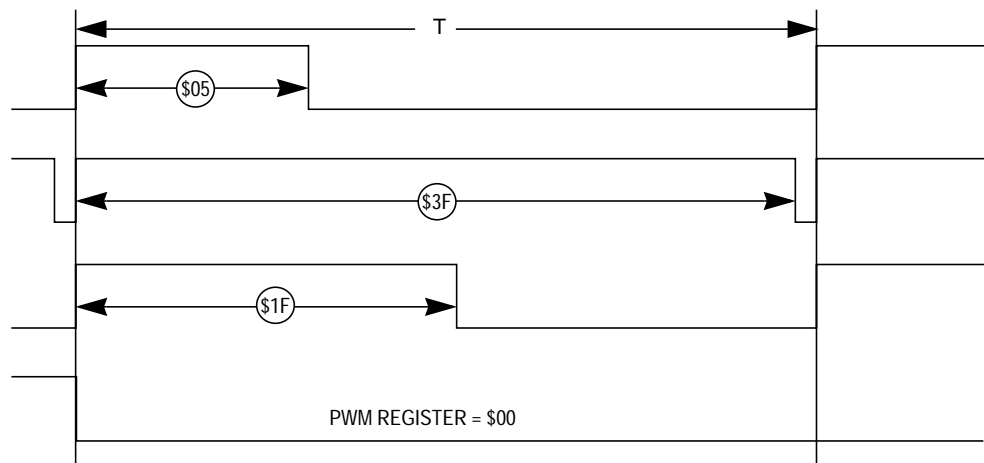 T
$05
$3F
$1F
PWM REGISTER = $00